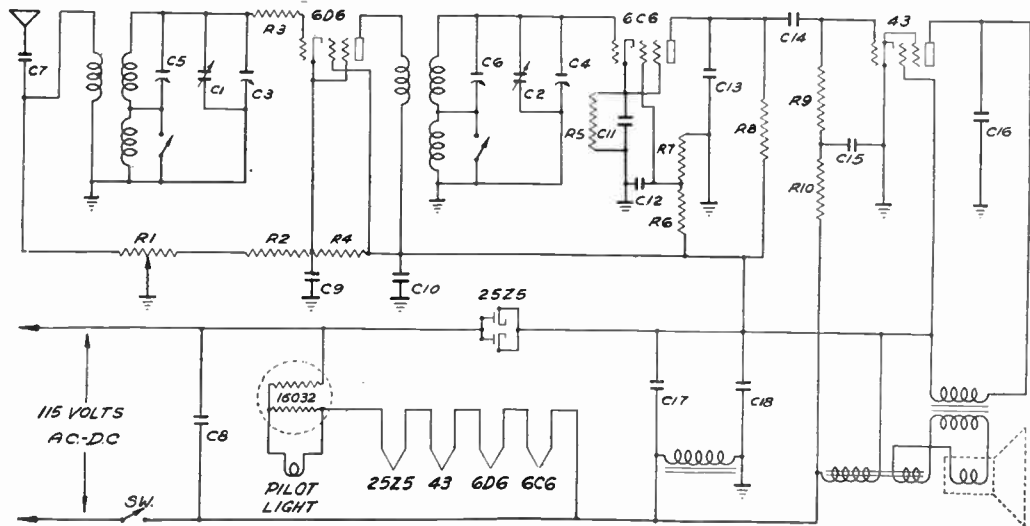 R3
6D6
6C6
C14
43
C7
C5
C1
C3
C6
C2
C4
R5
C11
C13
R7
R8
R9
C15
C16
C12
R6
R10
R1
R2
R4
C9
C10
25Z5
115 VOLTS
AC-DC
C8
16032
C17
C18
PILOT
LIGHT
25Z5 43 6D6 6C6
SW.